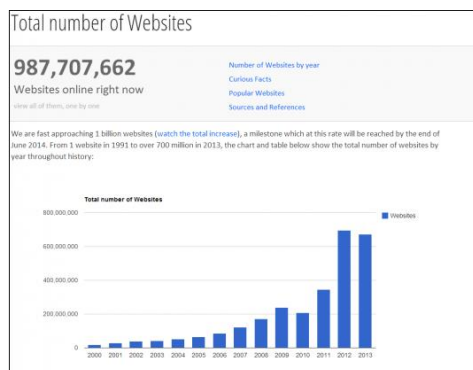 Total number of Websites
987,707,662
Websites online right now
view all of them, one by one
Number of Websites by year
Curious Facts
Popular Websites
Sources and References
We are fast approaching 1 billion websites (watch the total increase), a milestone which at this rate will be reached by the end of
June 2014. From 1 website in 1991 to over 700 million in 2013, the chart and table below show the total number of websites by
year throughout history:
Total number of Websites
800,000,000
Websites
600,000,000
400,000,000
200,000,000
0
2000 2001 2002 2003 2004 2005 2006 2007 2008 2009 2010 2011 2012 2013